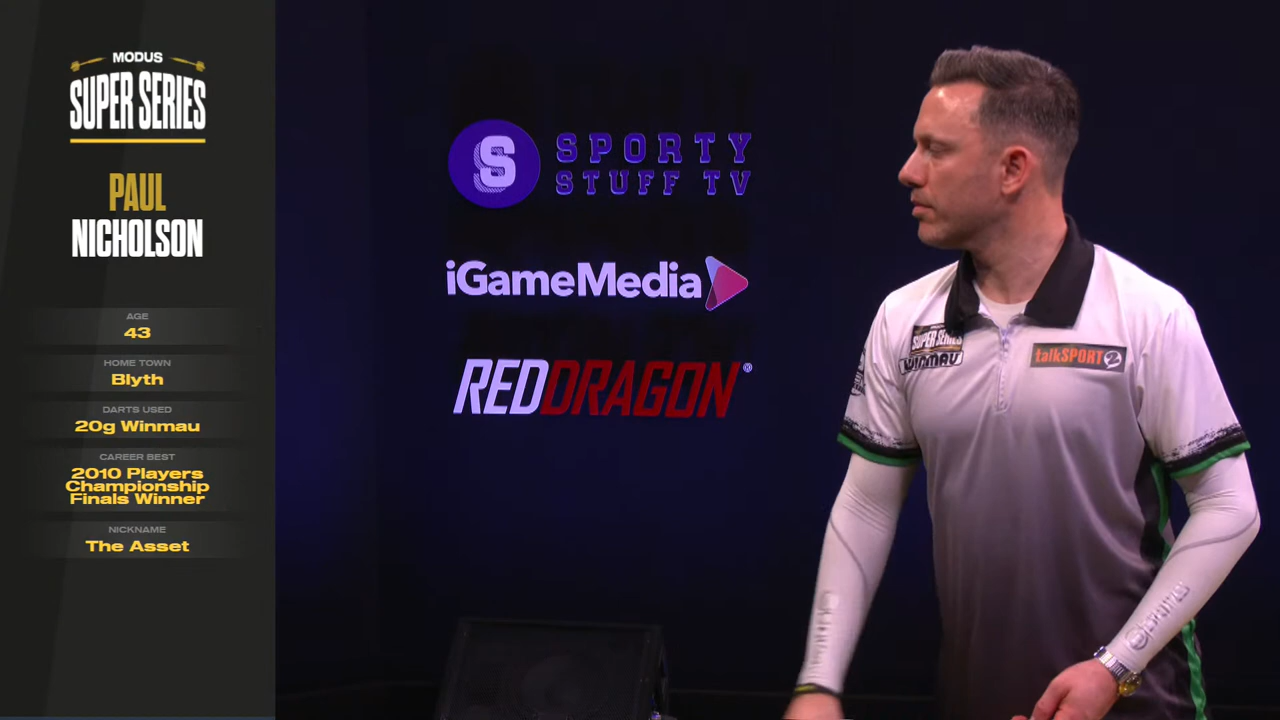 MODUS
SUPER SERIES
PAUL
NICHOLSON
AGE
43
HOME TOWN
Blyth
DARTS USED
20g Winmau
CAREER BEST
2010 Players
Championship
Finals Winner
NICKNAME
The Asset
S SPORTY
STUFF TV
iGameMedia
REDDRAGON®
MODUS
SUPER SERIES
WINMAU
talkSPORT 2